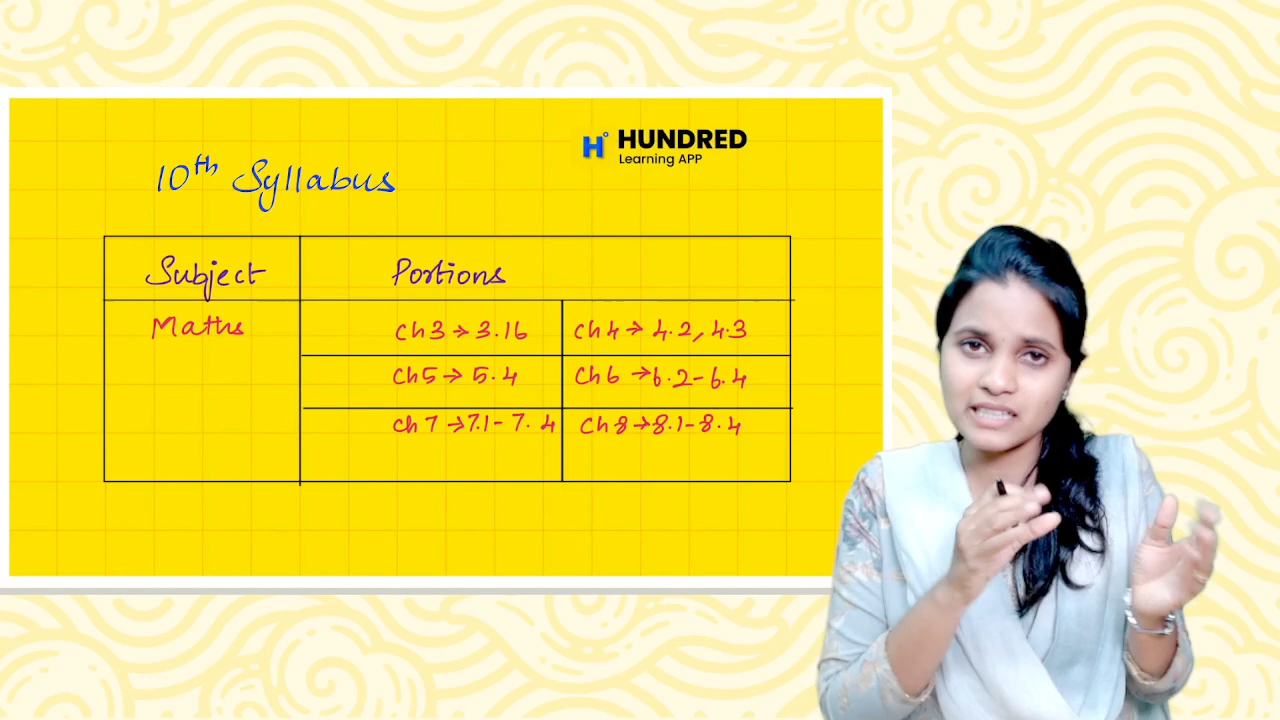 H° HUNDRED
Learning APP
10th Syllabus
Subject Portions
Maths ch3 → 3.16 ch4 → 4.2, 4.3
ch5 → 5.4 ch6 → 6.2-6.4
ch7 → 7.1-7.4 ch8 → 8.1-8.4